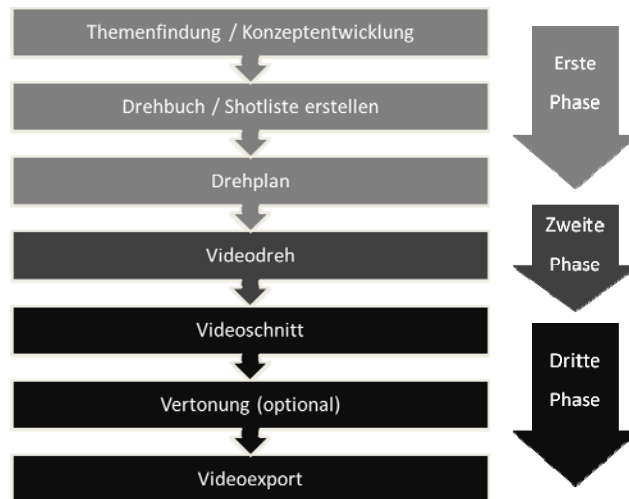 Themenfindung / Konzeptentwicklung
Drehbuch / Shotliste erstellen
Drehplan
Videodreh
Videoschnitt
Vertonung (optional)
Videoexport
Erste
Phase
Zweite
Phase
Dritte
Phase